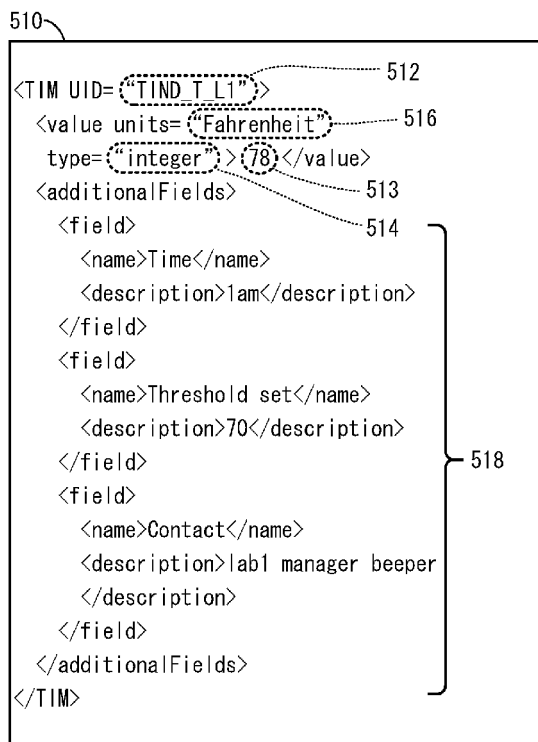 510
<TIM UID= “TIND_T_L1” > 512
<value units= “Fahrenheit” 516
type= “integer” > 78 </value>
513
<additionalFields>
514
<field>
<name>Time</name>
<description>1am</description>
</field>
<field>
<name>Threshold set</name>
<description>70</description>
</field>
518
<field>
<name>Contact</name>
<description>lab1 manager beeper
</description>
</field>
</additionalFields>
</TIM>